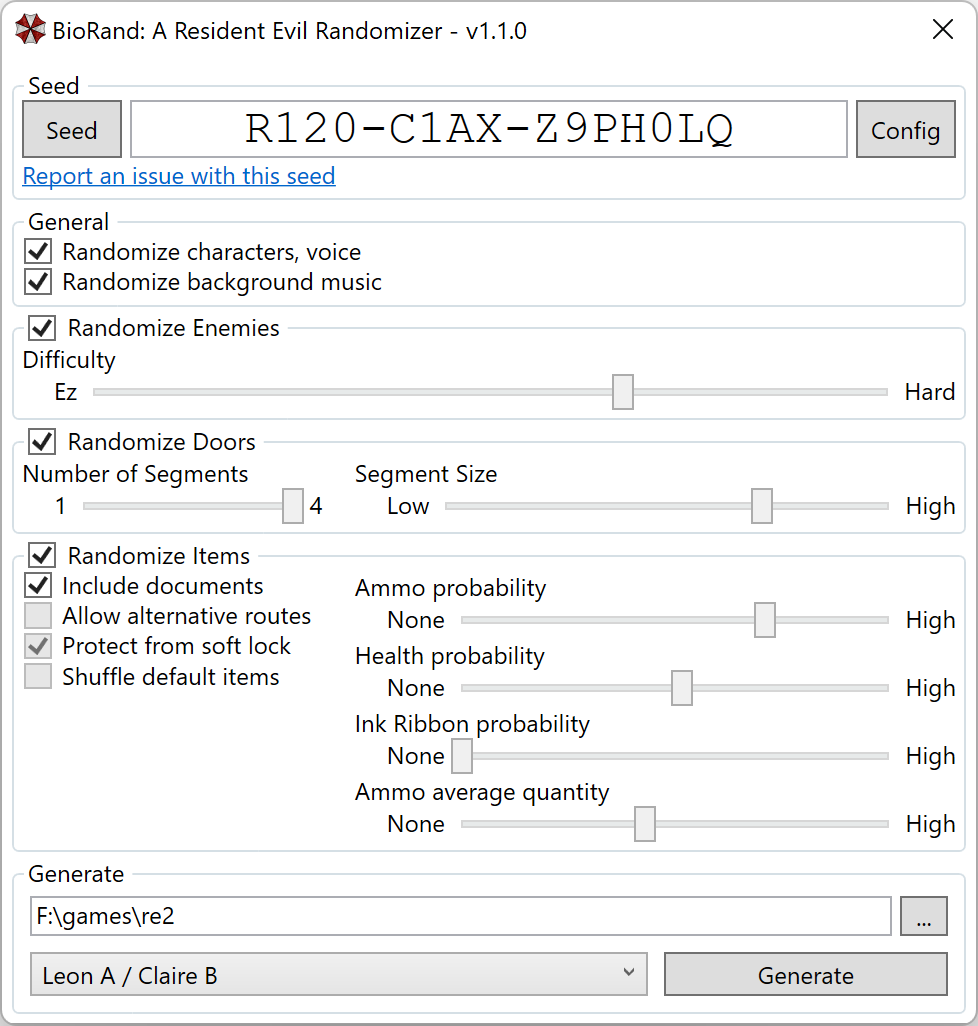 BioRand: A Resident Evil Randomizer - v1.1.0
Seed
Seed R120-C1AX-Z9PH0LQ Config
Report an issue with this seed
General
Randomize characters, voice
Randomize background music
Randomize Enemies
Difficulty
Ez Hard
Randomize Doors
Number of Segments Segment Size
1 4 Low High
Randomize Items
Include documents
Allow alternative routes
Protect from soft lock
Shuffle default items
Ammo probability
None High
Health probability
None High
Ink Ribbon probability
None High
Ammo average quantity
None High
Generate
F:\games\re2 ...
Leon A / Claire B Generate